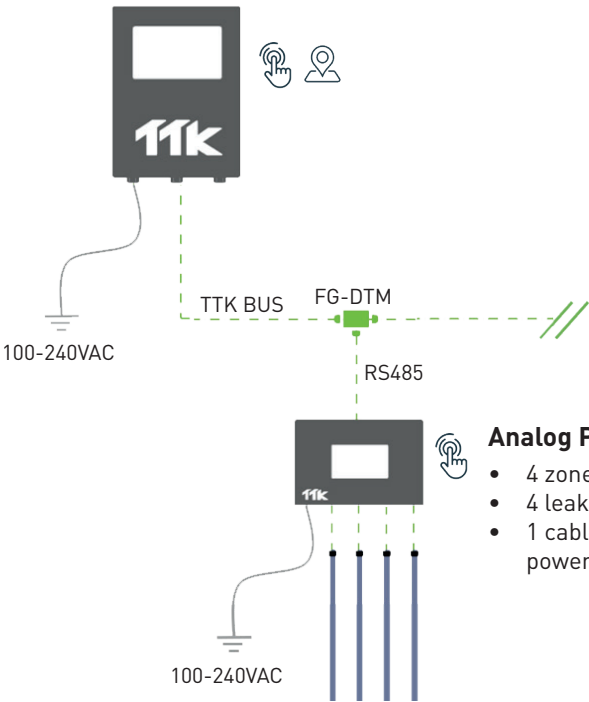 TTK
TTK BUS
FG-DTM
100-240VAC
RS485
Analog
• 4 zone
• 4 leak
• 1 cabl
power
TTK
100-240VAC